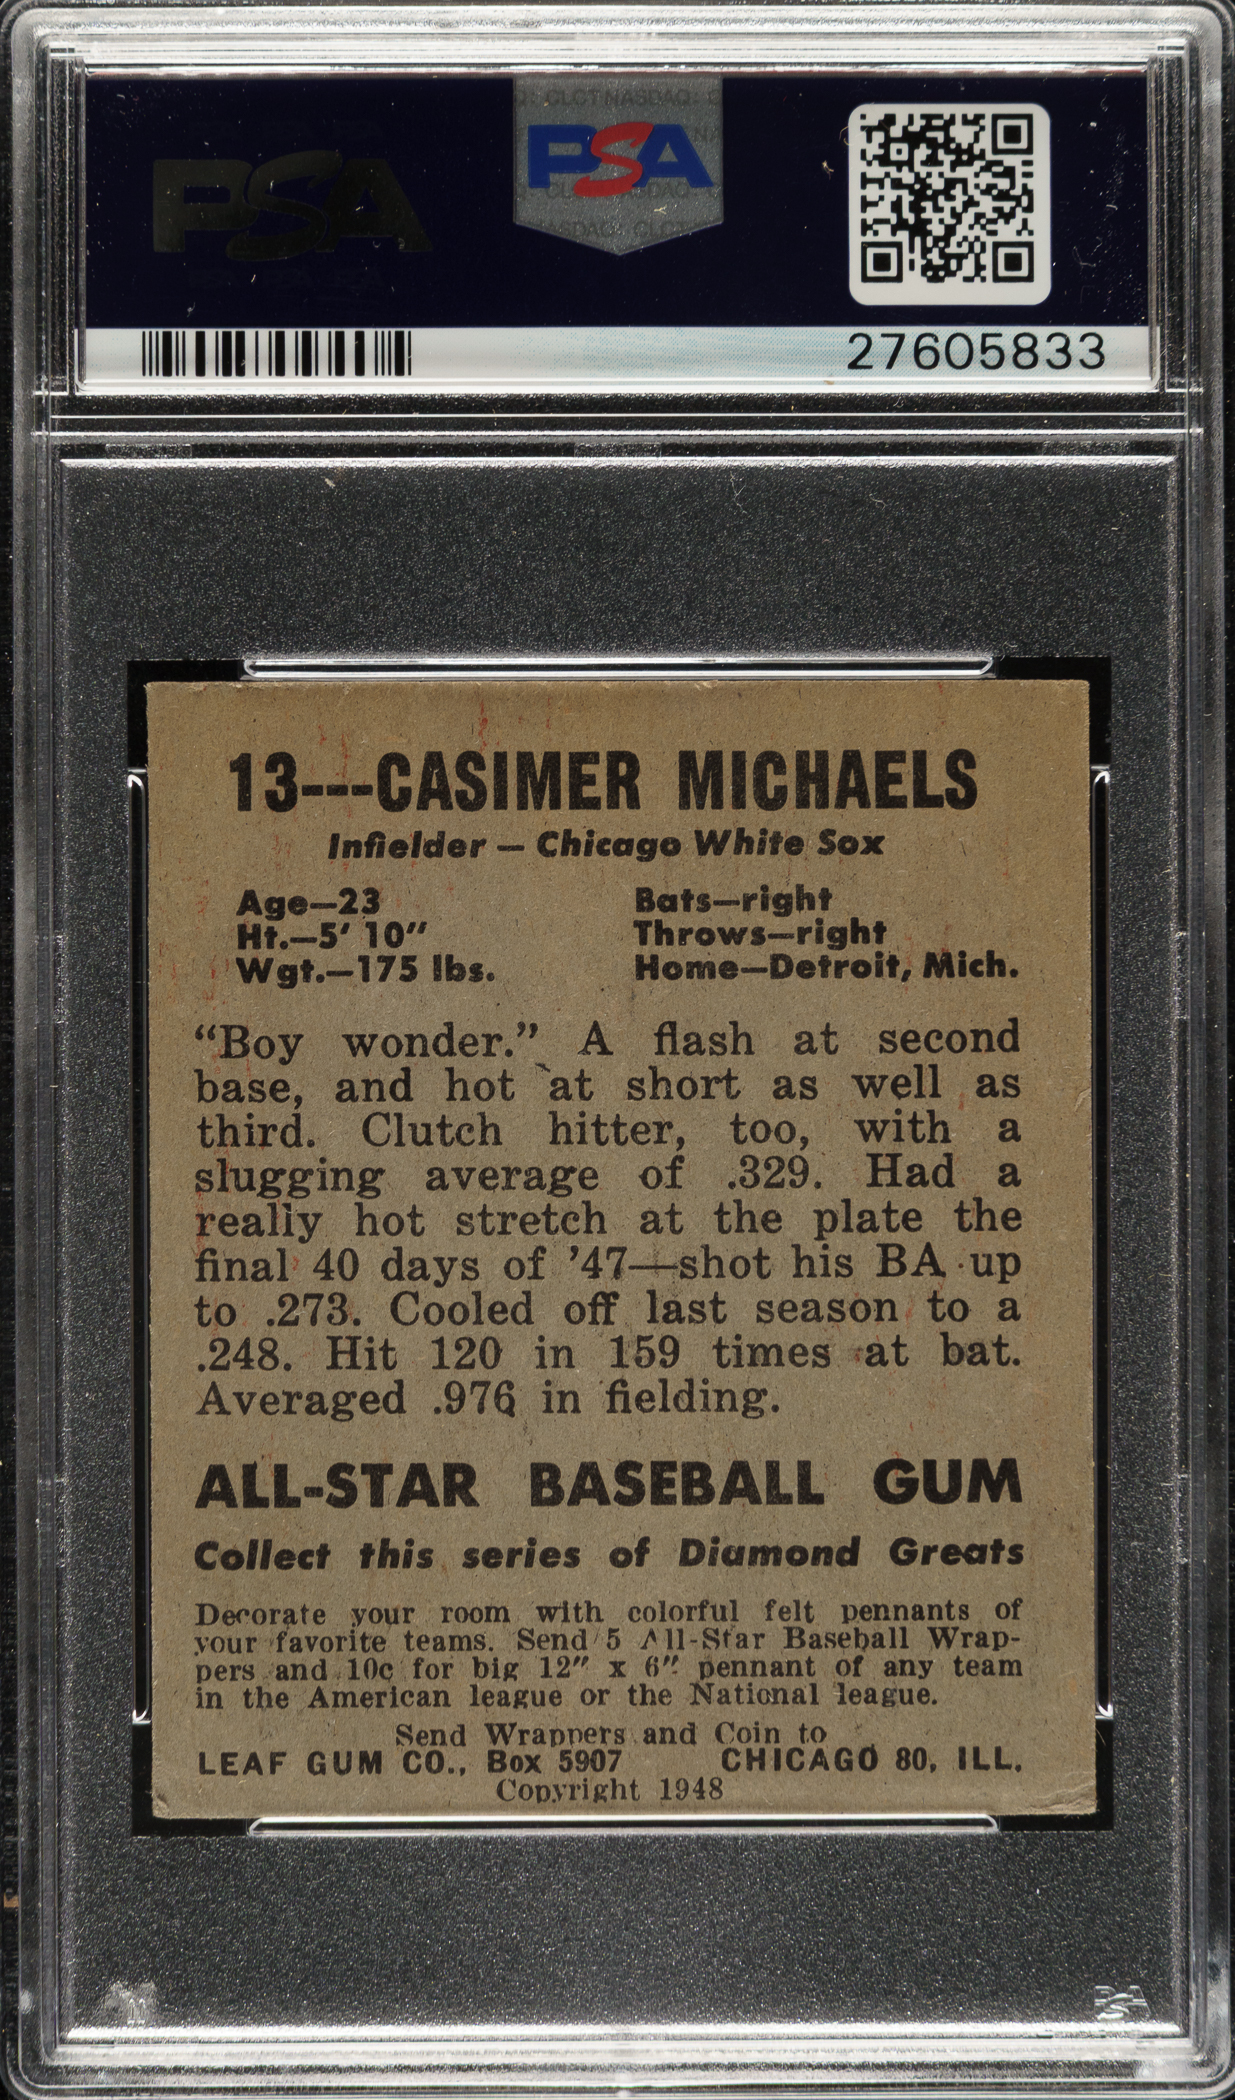 Q: CLCT NASDAQ: C
PSA
PSA
27605833
13---CASIMER MICHAELS
Infielder – Chicago White Sox
Age–23 Bats–right
Ht.–5' 10" Throws–right
Wgt.–175 lbs. Home–Detroit, Mich.
“Boy wonder.” A flash at second
base, and hot at short as well as
third. Clutch hitter, too, with a
slugging average of .329. Had a
really hot stretch at the plate the
final 40 days of ’47—shot his BA up
to .273. Cooled off last season to a
.248. Hit 120 in 159 times at bat.
Averaged .976 in fielding.
ALL-STAR BASEBALL GUM
Collect this series of Diamond Greats
Decorate your room with colorful felt pennants of
your favorite teams. Send 5 All-Star Baseball Wrap-
pers and 10c for big 12" x 6" pennant of any team
in the American league or the National league.
Send Wrappers and Coin to
LEAF GUM CO., Box 5907 CHICAGO 80, ILL.
Copyright 1948
PSA